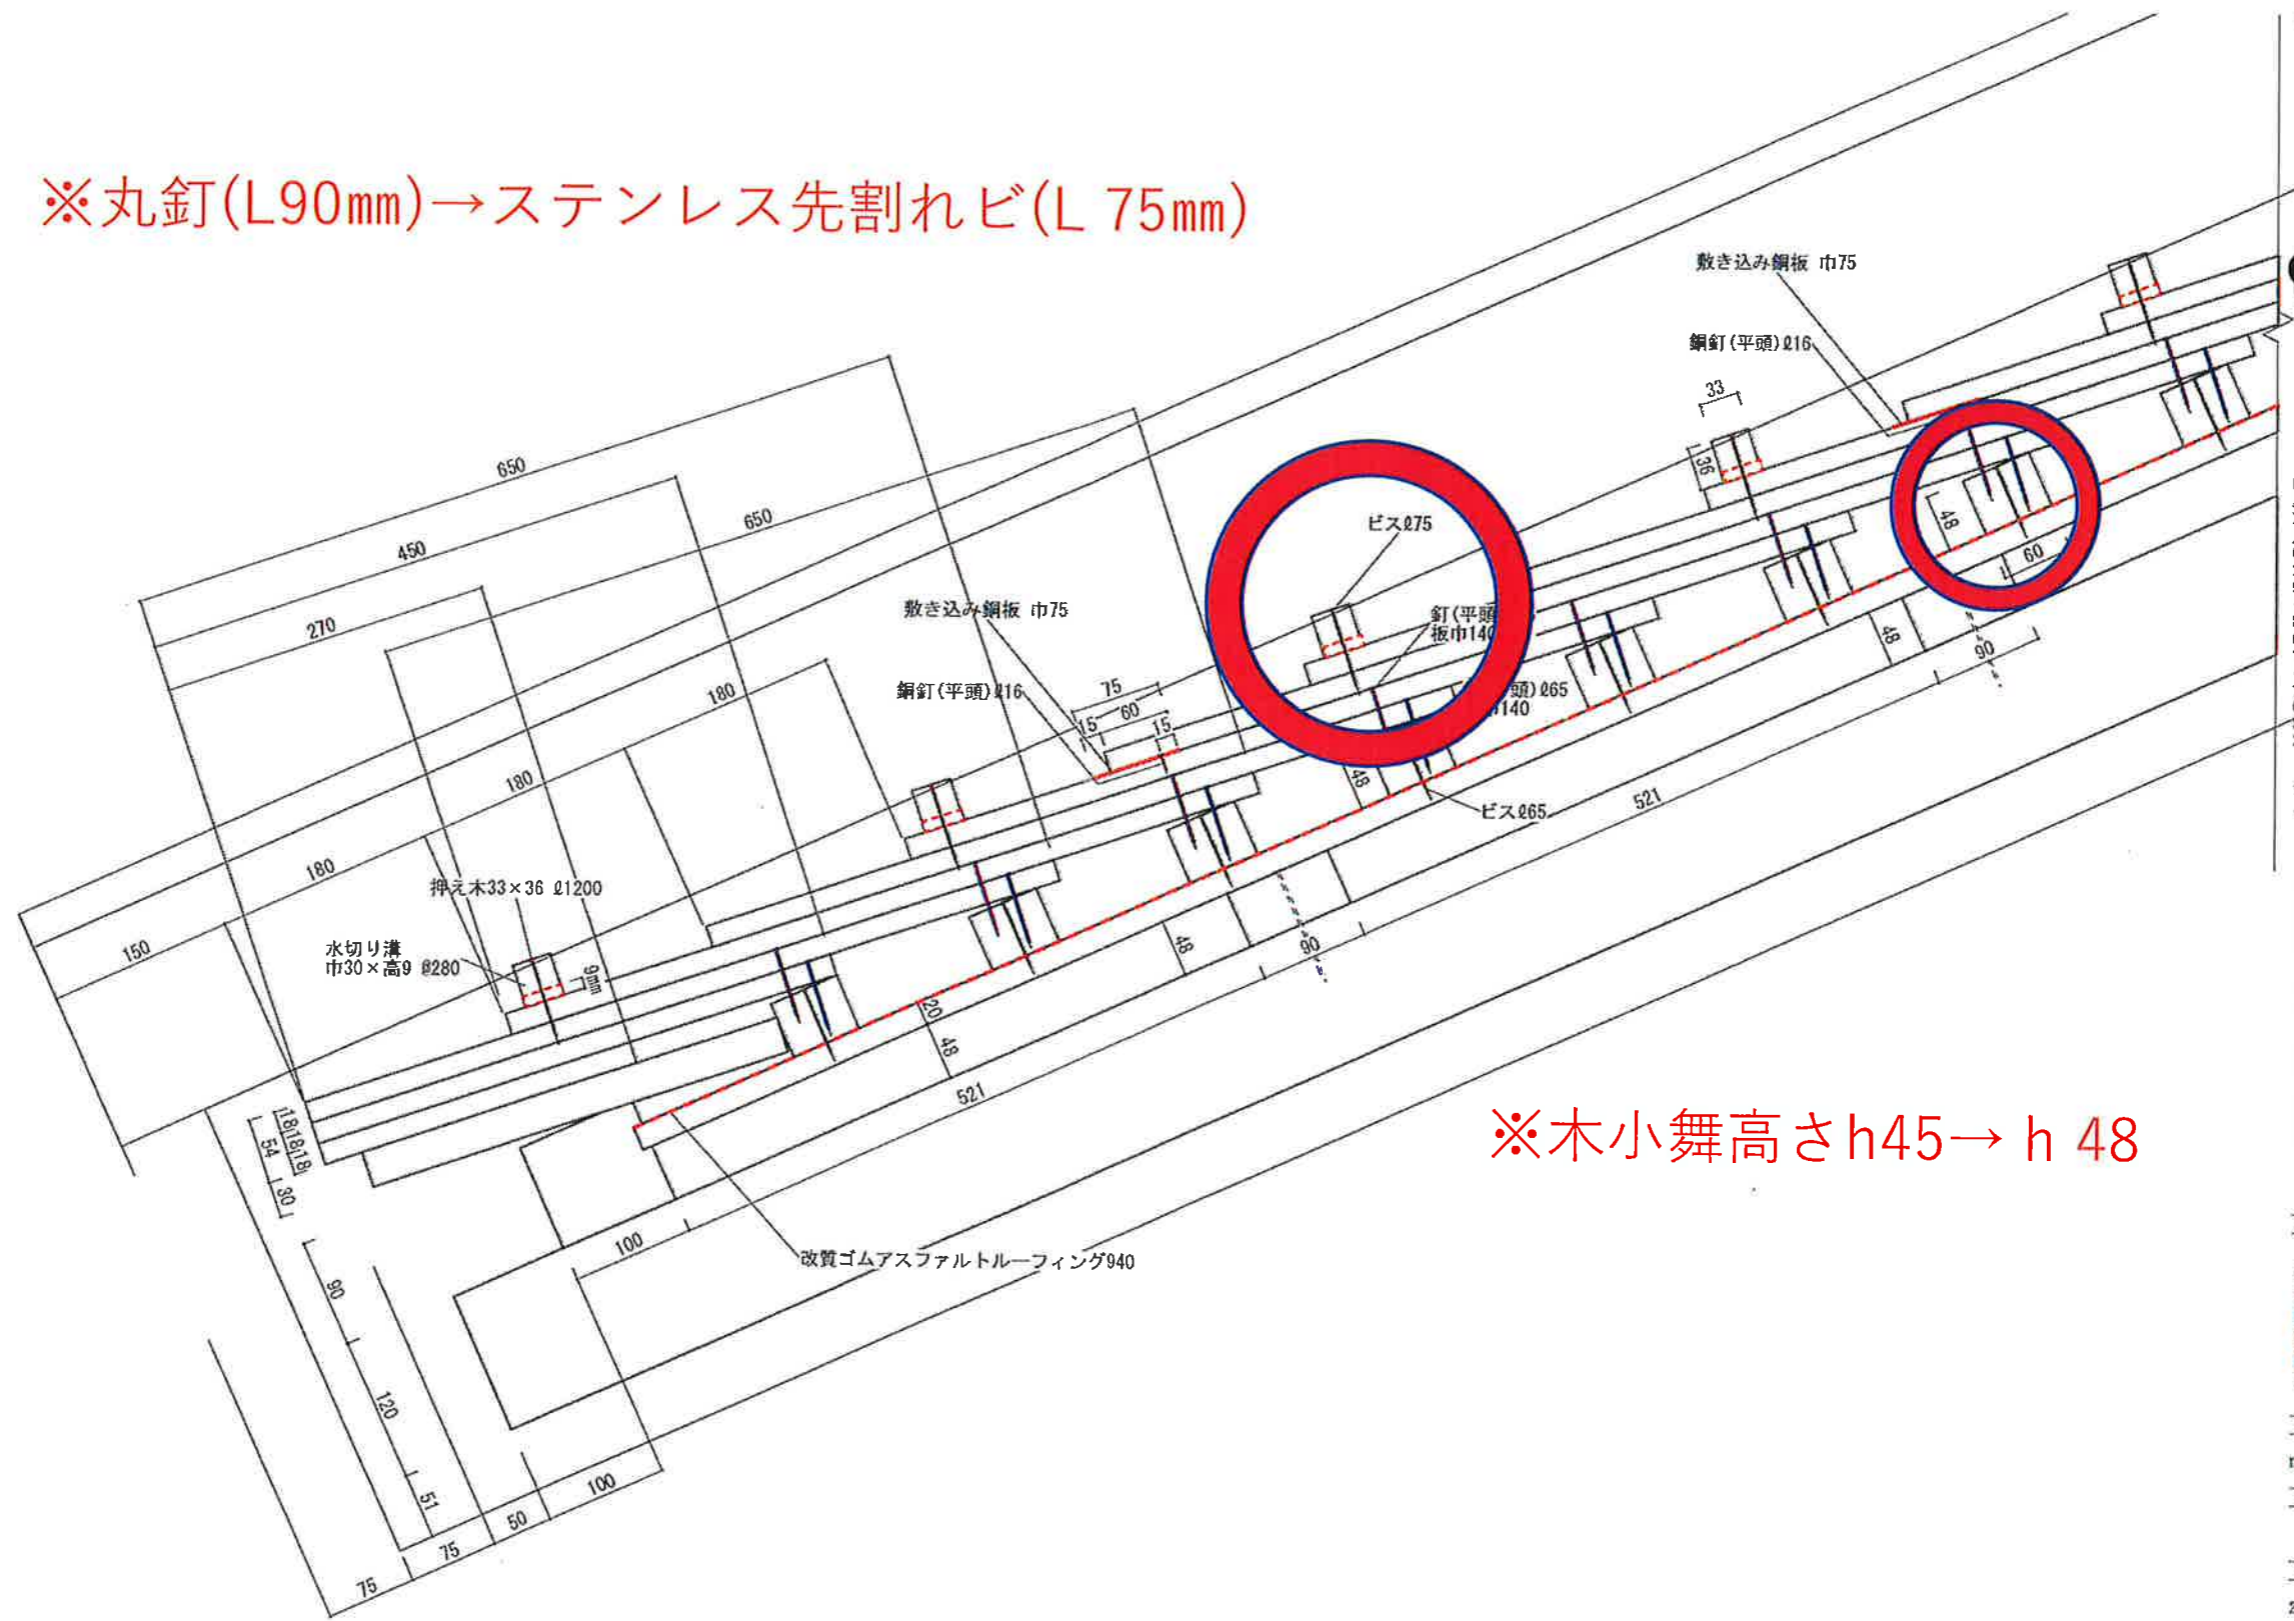 ※丸釘(L90mm)→ステンレス先割れビ(L 75mm)
敷き込み銅板 巾75
銅釘(平頭)ℓ16
33
36
650
450
650
270
ビスℓ75
48
60
敷き込み銅板 巾75
釘(平頭
板巾140
48
90
銅釘(平頭)ℓ16
75
60
15
15
頭)ℓ65
140
180
180
180
150
48
ビスℓ65
521
押え木33×36 ℓ1200
水切り溝
巾30×高9 @280
9mm
48
90
20
48
521
18 18 18
54
30
※木小舞高さh45→ h 48
100
改質ゴムアスファルトルーフィング940
90
120
51
100
50
75
75